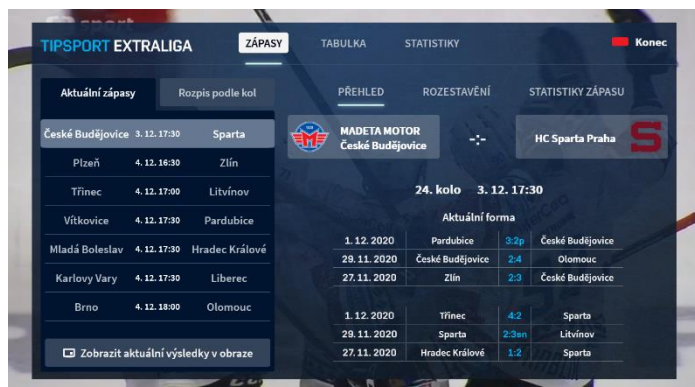 TIPSPORT EXTRALIGA ZÁPASY TABULKA STATISTIKY Konec
Aktuální zápasy Rozpis podle kol
České Budějovice 3. 12. 17:30 Sparta
Plzeň 4. 12. 16:30 Zlín
Třinec 4. 12. 17:00 Litvínov
Vítkovice 4. 12. 17:30 Pardubice
Mladá Boleslav 4. 12. 17:30 Hradec Králové
Karlovy Vary 4. 12. 17:30 Liberec
Brno 4. 12. 18:00 Olomouc
Zobrazit aktuální výsledky v obraze
PŘEHLED ROZESTAVĚNÍ STATISTIKY ZÁPASU
MADETA MOTOR
České Budějovice
-:-
HC Sparta Praha
24. kolo 3. 12. 17:30
Aktuální forma
1. 12. 2020 Pardubice 3:2p České Budějovice
29. 11. 2020 České Budějovice 2:4 Olomouc
27. 11. 2020 Zlín 2:3 České Budějovice
1. 12. 2020 Třinec 4:2 Sparta
29. 11. 2020 Sparta 2:3sn Litvínov
27. 11. 2020 Hradec Králové 1:2 Sparta